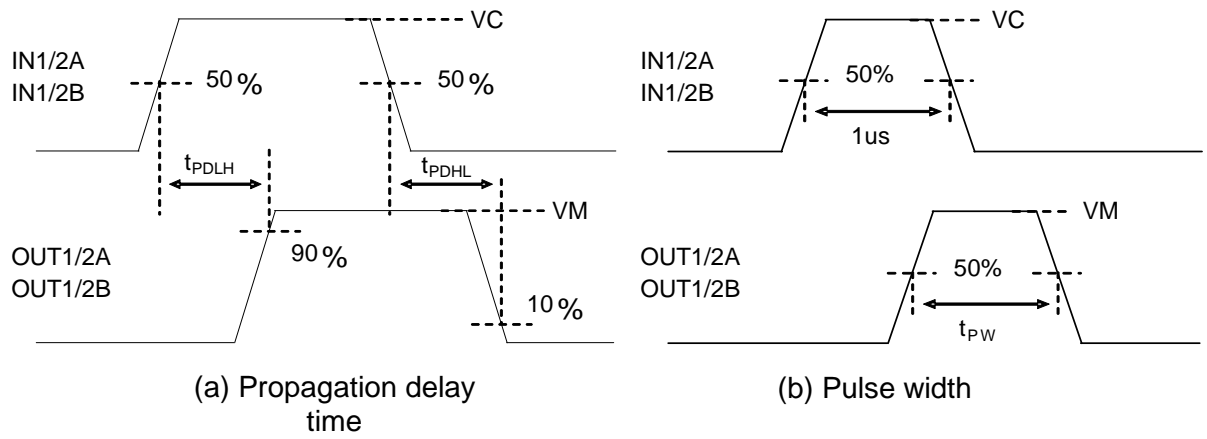 VC
IN1/2A
IN1/2B
50%
50%
tPDLH
tPDHL
VM
OUT1/2A
OUT1/2B
90%
10%
(a) Propagation delay
time
VC
IN1/2A
IN1/2B
50%
1us
VM
OUT1/2A
OUT1/2B
50%
tPW
(b) Pulse width